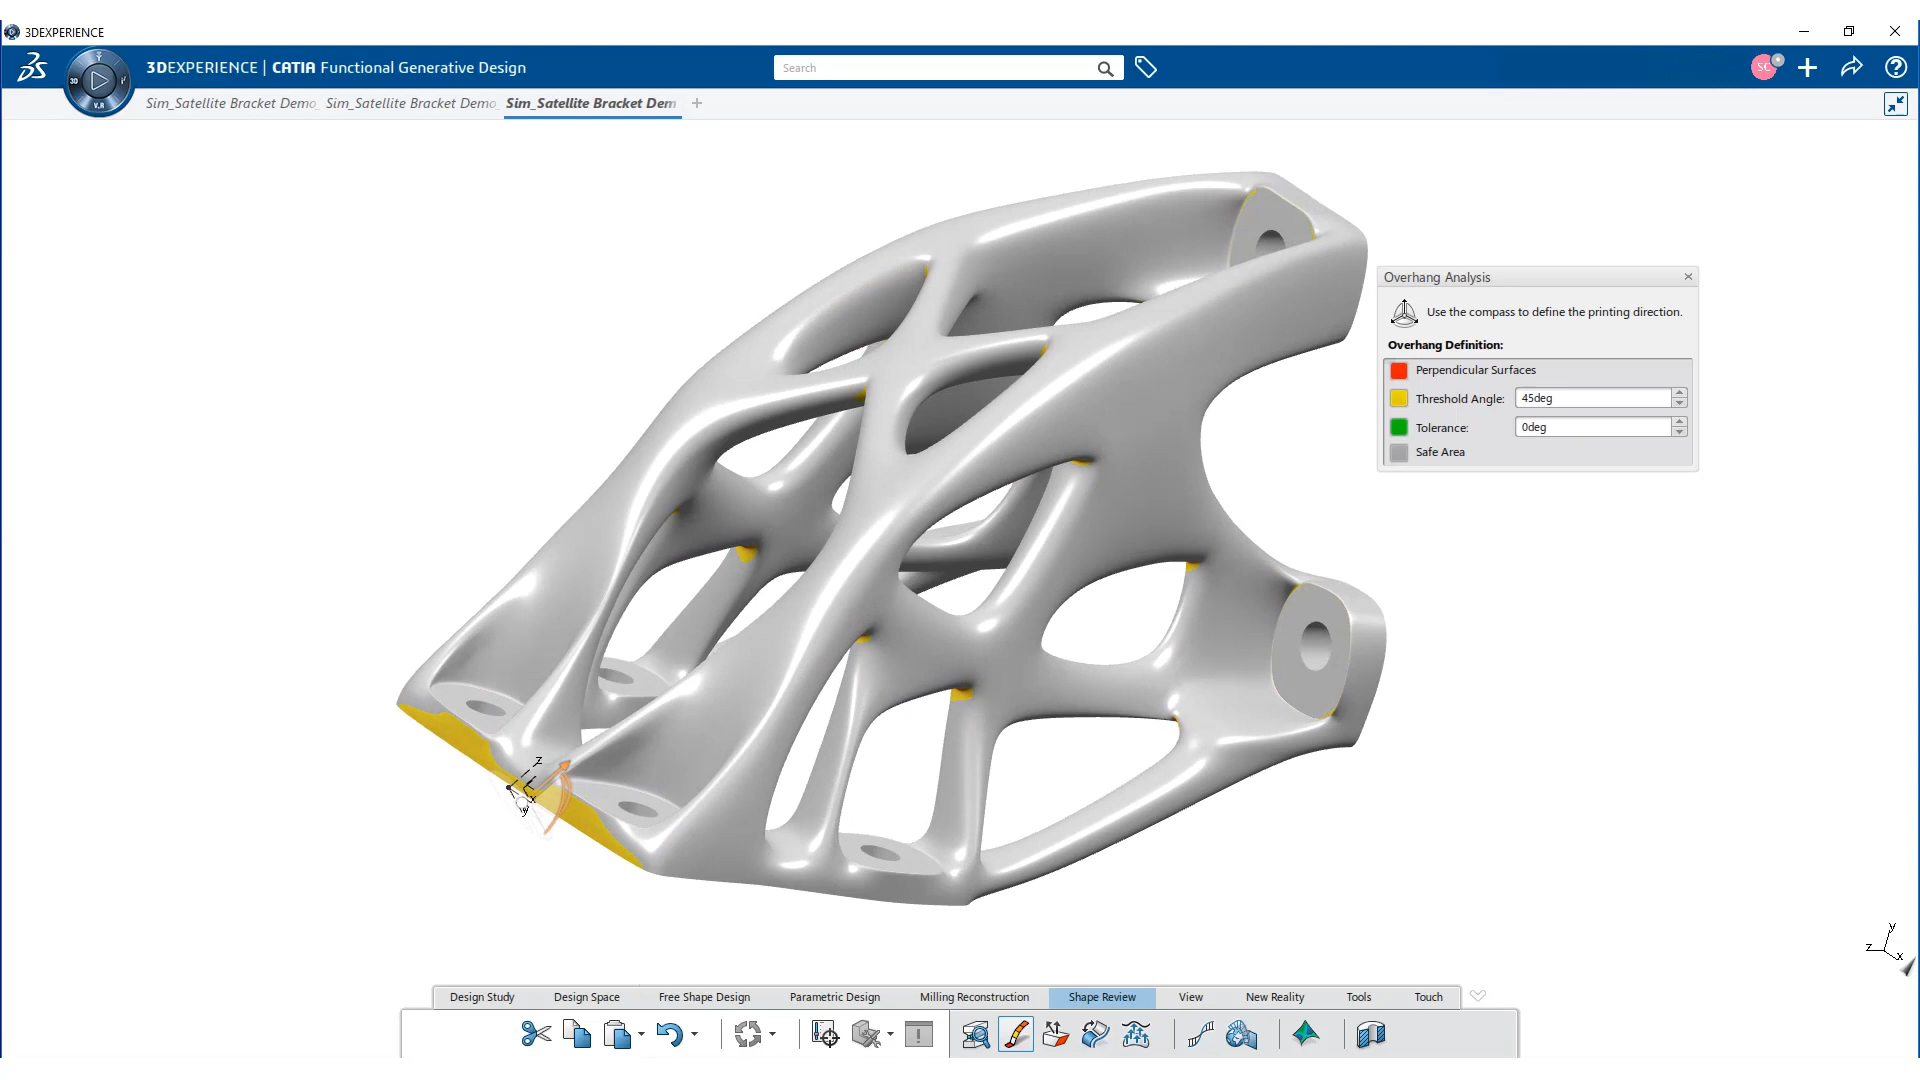 3DEXPERIENCE
3DEXPERIENCE | CATIA Functional Generative Design
Search
SC
3D
V.R
Sim_Satellite Bracket Demo
Sim_Satellite Bracket Demo
Sim_Satellite Bracket Dem
Overhang Analysis
Use the compass to define the printing direction.
Overhang Definition:
Perpendicular Surfaces
Threshold Angle: 45deg
Tolerance: 0deg
Safe Area
z
x
y
y
z
x
Design Study Design Space Free Shape Design Parametric Design Milling Reconstruction Shape Review View New Reality Tools Touch